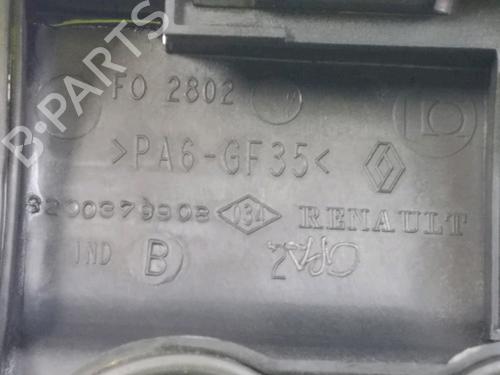 FO 2802
>PA6-GF35<
8200379908 034 RENAULT
IND B
B-PARTS